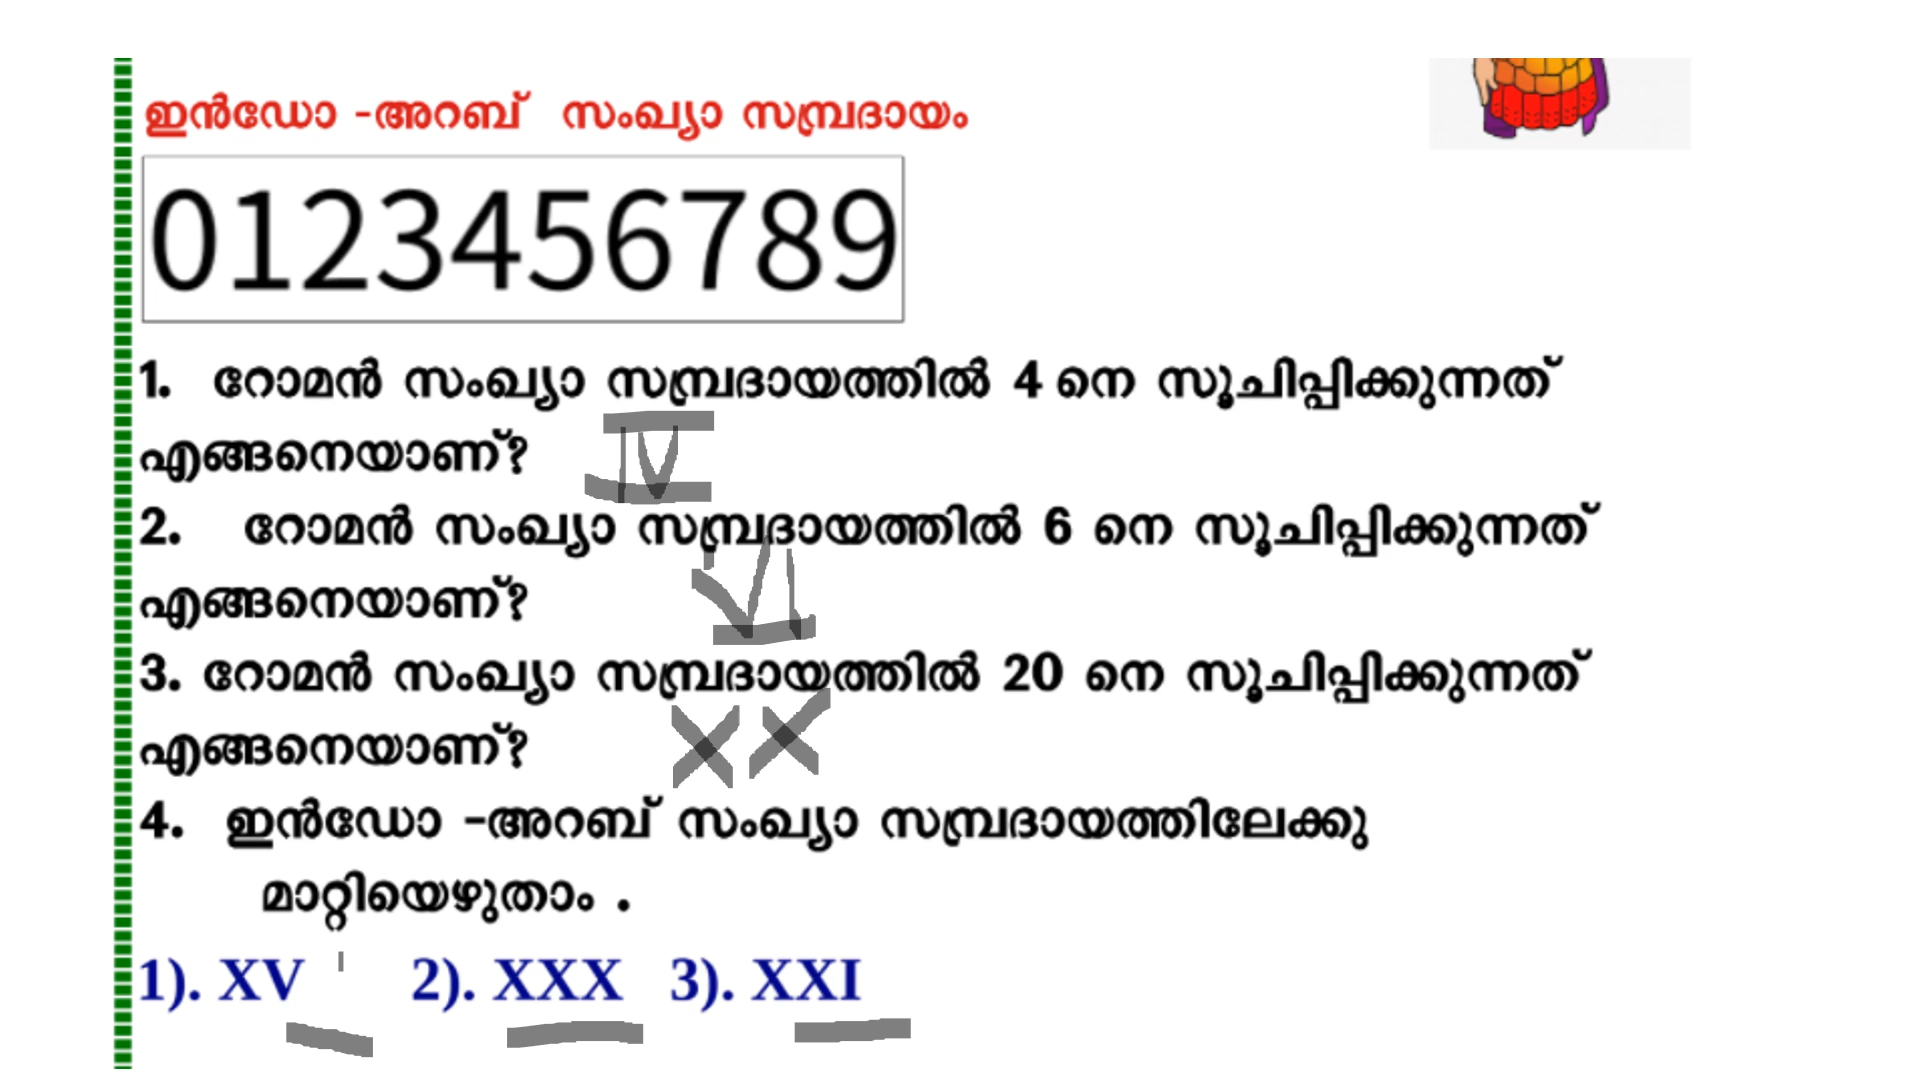 ഇൻഡോ -അറബ് സംഖ്യാ സമ്പ്രദായം
0123456789
1. റോമൻ സംഖ്യാ സമ്പ്രദായത്തിൽ 4 നെ സൂചിപ്പിക്കുന്നത്
എങ്ങനെയാണ്?
IV
2. റോമൻ സംഖ്യാ സമ്പ്രദായത്തിൽ 6 നെ സൂചിപ്പിക്കുന്നത്
എങ്ങനെയാണ്?
VI
3. റോമൻ സംഖ്യാ സമ്പ്രദായത്തിൽ 20 നെ സൂചിപ്പിക്കുന്നത്
എങ്ങനെയാണ്?
XX
4. ഇൻഡോ -അറബ് സംഖ്യാ സമ്പ്രദായത്തിലേക്കു
മാറ്റിയെഴുതാം .
1). XV 2). XXX 3). XXI